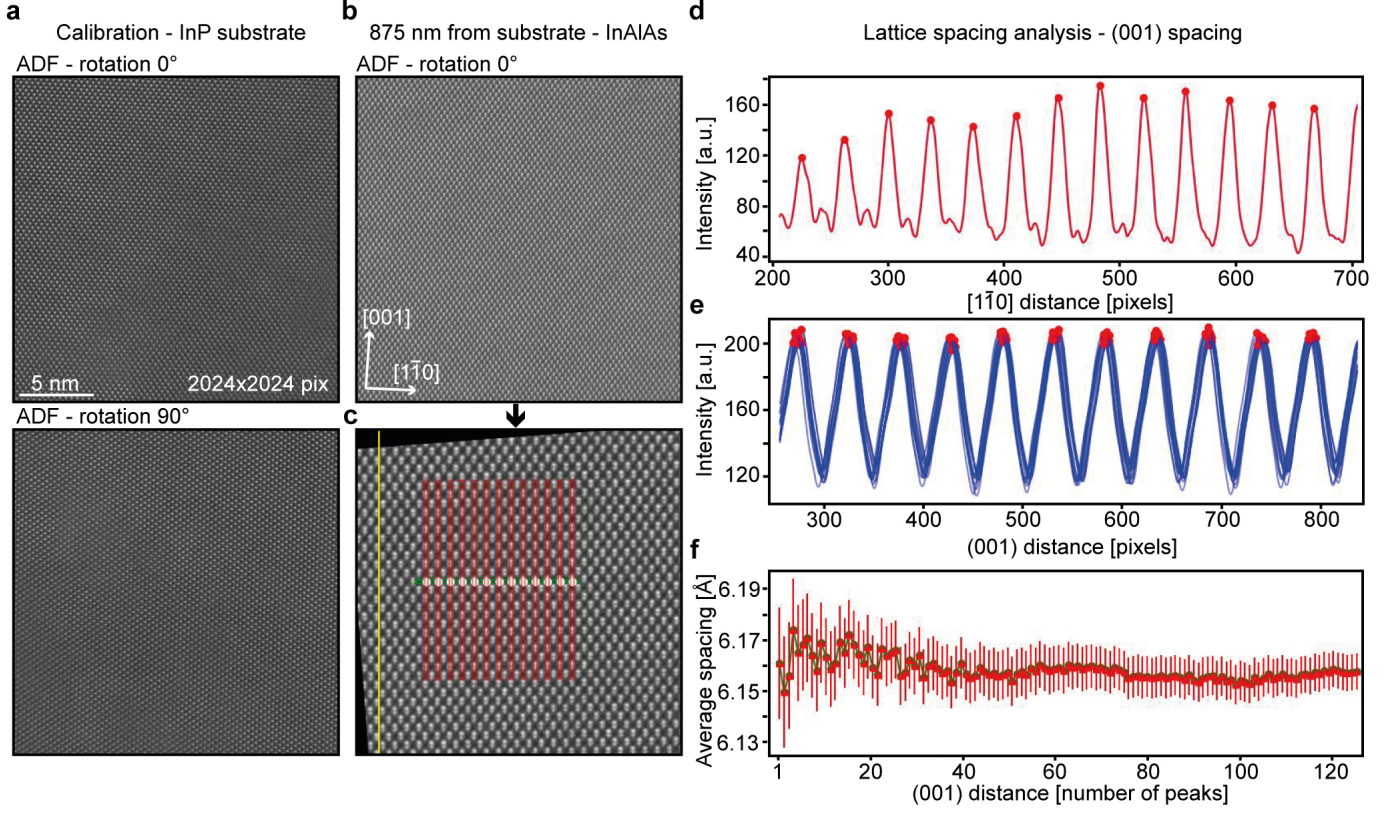 a
Calibration - InP substrate
ADF - rotation 0°
5 nm
2024x2024 pix
ADF - rotation 90°
b
875 nm from substrate - InAlAs
ADF - rotation 0°
[001]
[11̅0]
c
d
Lattice spacing analysis - (001) spacing
Intensity [a.u.]
160
120
80
40
200 300 400 500 600 700
[11̅0] distance [pixels]
e
Intensity [a.u.]
200
160
120
300 400 500 600 700 800
(001) distance [pixels]
f
Average spacing [Å]
6.19
6.17
6.15
6.13
1 20 40 60 80 100 120
(001) distance [number of peaks]